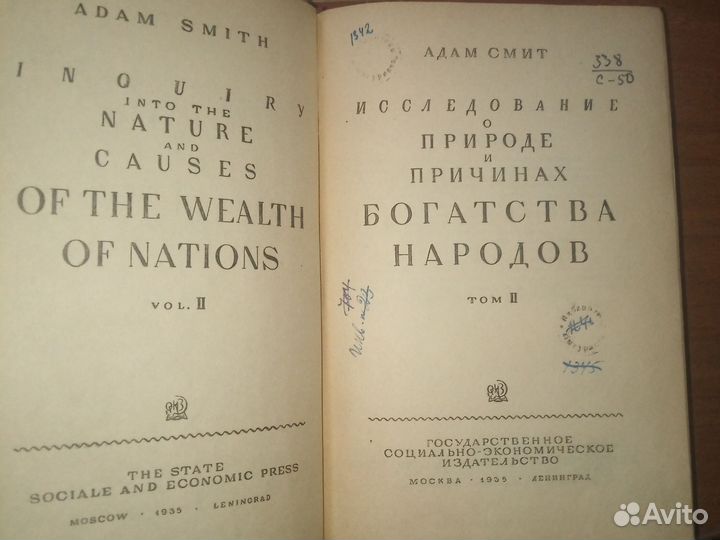 ADAM SMITH
INQUIRY
INTO THE
NATURE
AND
CAUSES
OF THE WEALTH
OF NATIONS
VOL. II
THE STATE
SOCIALE AND ECONOMIC PRESS
MOSCOW · 1935 · LENINGRAD
1342
АДАМ СМИТ
338
С-50
ИССЛЕДОВАНИЕ
О
ПРИРОДЕ
И
ПРИЧИНАХ
БОГАТСТВА
НАРОДОВ
ТОМ II
ГОСУДАРСТВЕННОЕ
СОЦИАЛЬНО-ЭКОНОМИЧЕСКОЕ
ИЗДАТЕЛЬСТВО
МОСКВА · 1935 · ЛЕНИНГРАД
Avito